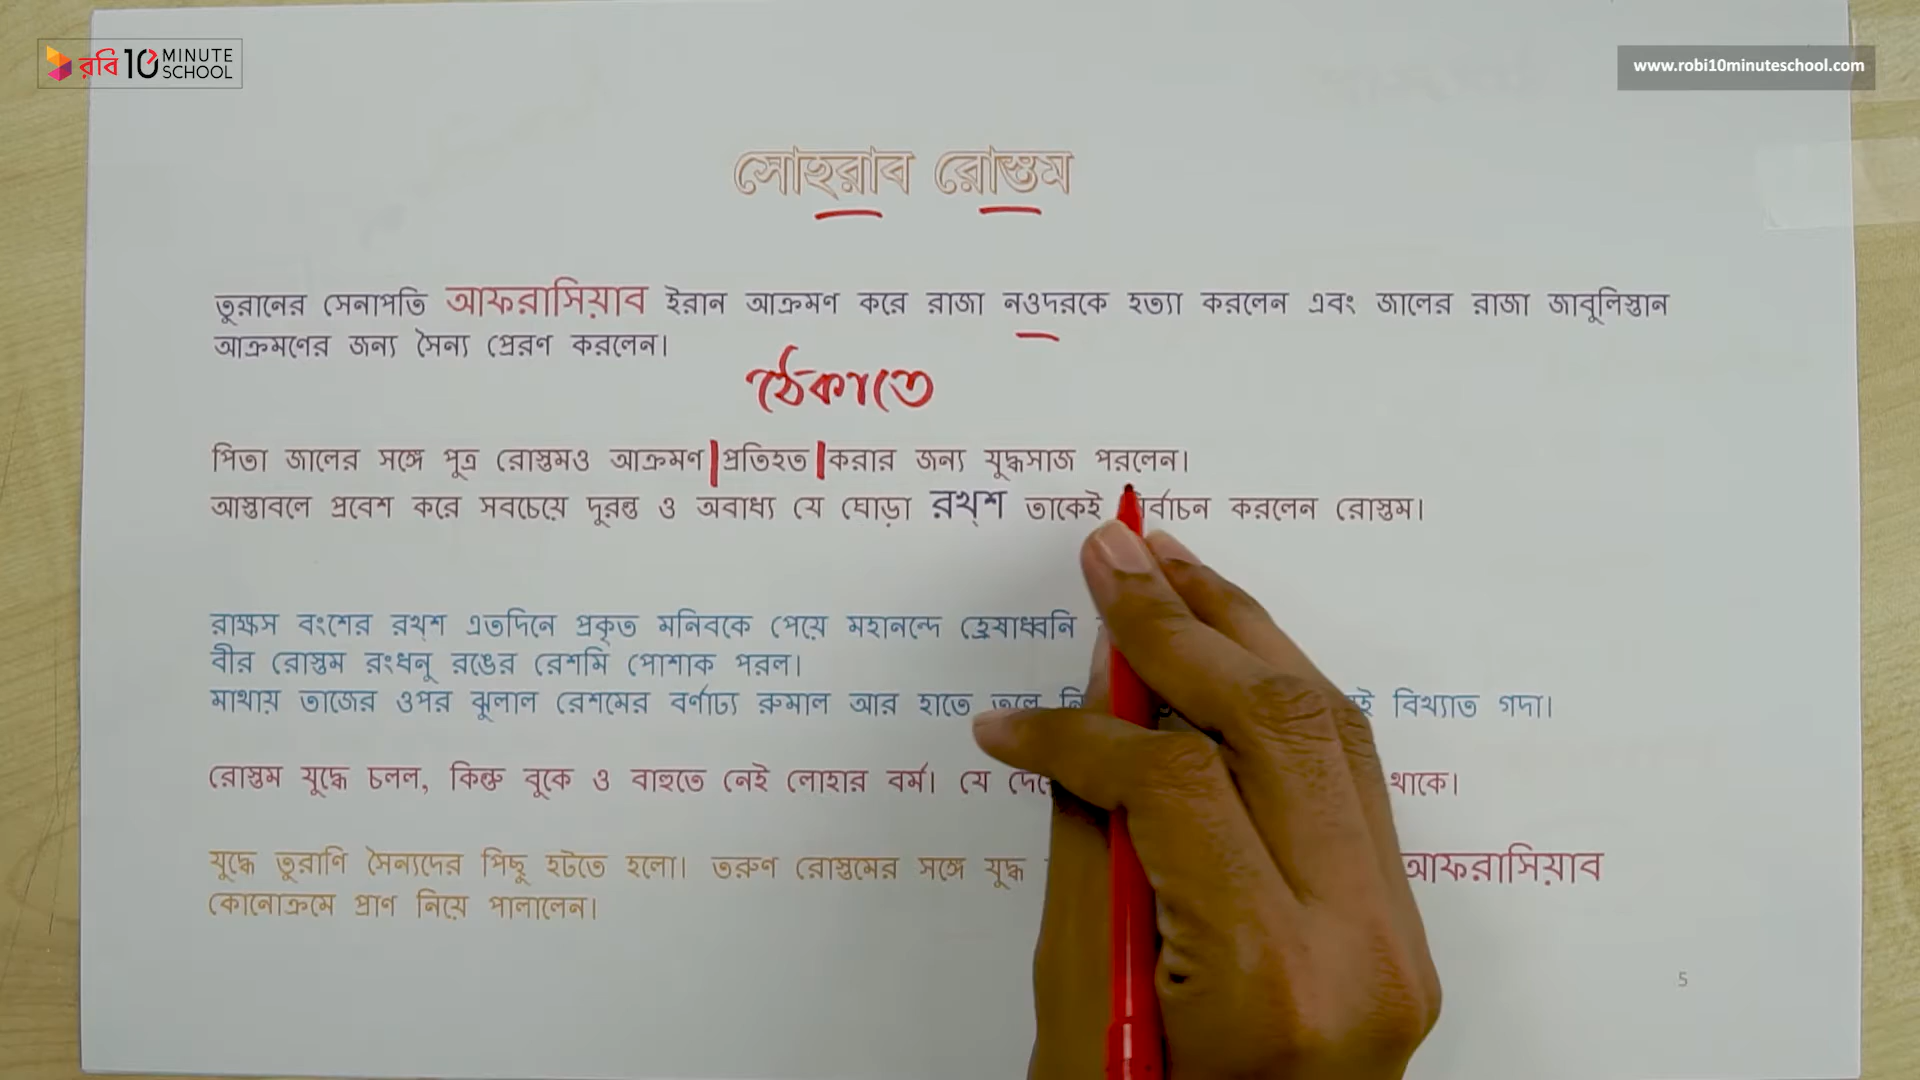 রবি 10 MINUTE SCHOOL
www.robi10minuteschool.com
সোহরাব রোস্তম
তুরানের সেনাপতি আফরাসিয়াব ইরান আক্রমণ করে রাজা নওদরকে হত্যা করলেন এবং জালের রাজা জাবুলিস্তান
আক্রমণের জন্য সৈন্য প্রেরণ করলেন।
ঠেকাতে
পিতা জালের সঙ্গে পুত্র রোস্তমও আক্রমণ প্রতিহত করার জন্য যুদ্ধসাজ পরলেন।
আস্তাবলে প্রবেশ করে সবচেয়ে দুরন্ত ও অবাধ্য যে ঘোড়া রখ্‌শ তাকেই নির্বাচন করলেন রোস্তম।
রাক্ষস বংশের রখ্‌শ এতদিনে প্রকৃত মনিবকে পেয়ে মহানন্দে হ্রেষাধ্বনি
বীর রোস্তম রংধনু রঙের রেশমি পোশাক পরল।
মাথায় তাজের ওপর ঝুলাল রেশমের বর্ণাঢ্য রুমাল আর হাতে তুলে বিখ্যাত গদা।
রোস্তম যুদ্ধে চলল, কিন্তু বুকে ও বাহুতে নেই লোহার বর্ম। যে থাকে।
যুদ্ধে তুরাণি সৈন্যদের পিছু হটতে হলো। তরুণ রোস্তমের সঙ্গে যুদ্ধ আফরাসিয়াব
কোনোক্রমে প্রাণ নিয়ে পালালেন।
5